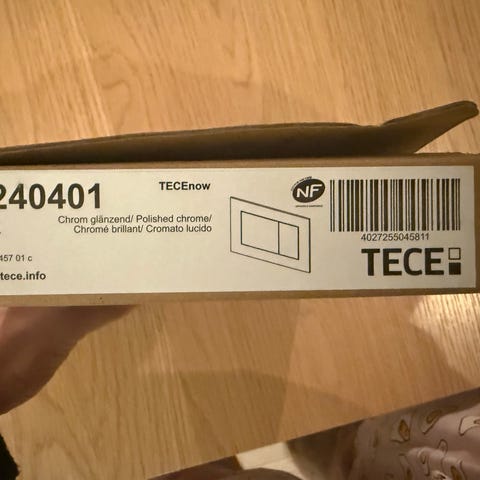 240401
TECEnow
Chrom glänzend/ Polished chrome/
Chromé brillant/ Cromato lucido
457 01 c
tece.info
NF
4027255045811
TECE